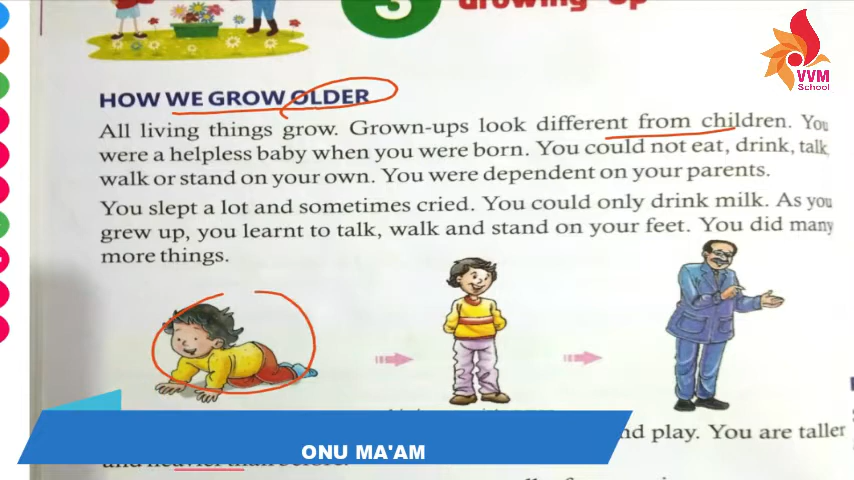 3
Growing Up
VVM
School
HOW WE GROW OLDER
All living things grow. Grown-ups look different from children. You
were a helpless baby when you were born. You could not eat, drink, talk,
walk or stand on your own. You were dependent on your parents.
You slept a lot and sometimes cried. You could only drink milk. As you
grew up, you learnt to talk, walk and stand on your feet. You did many
more things.
play. You are taller
ONU MA'AM
than before.